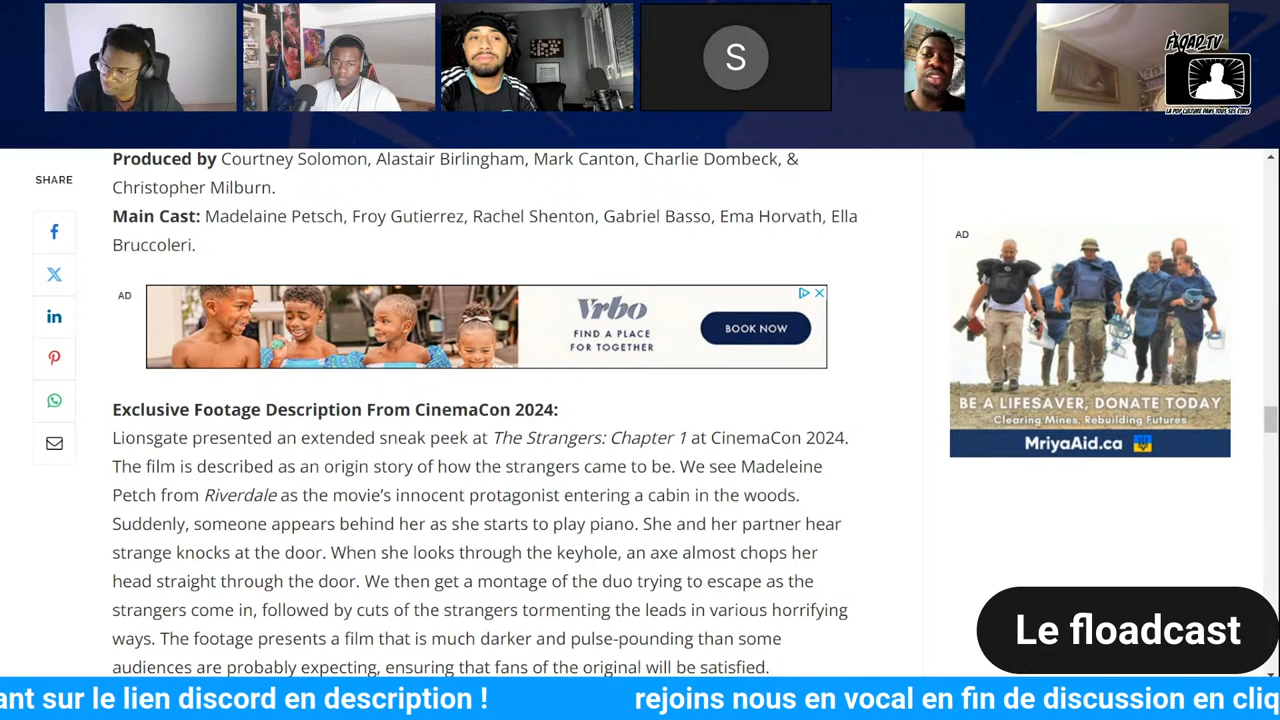 S
FLOAD.TV
LA POP CULTURE DANS TOUS SES ÉTATS
SHARE
Produced by Courtney Solomon, Alastair Birlingham, Mark Canton, Charlie Dombeck, &
Christopher Milburn.
Main Cast: Madelaine Petsch, Froy Gutierrez, Rachel Shenton, Gabriel Basso, Ema Horvath, Ella
Bruccoleri.
AD
Vrbo
FIND A PLACE
FOR TOGETHER
BOOK NOW
AD
BE A LIFESAVER, DONATE TODAY
Clearing Mines, Rebuilding Futures
MriyaAid.ca
Exclusive Footage Description From CinemaCon 2024:
Lionsgate presented an extended sneak peek at The Strangers: Chapter 1 at CinemaCon 2024.
The film is described as an origin story of how the strangers came to be. We see Madeleine
Petch from Riverdale as the movie’s innocent protagonist entering a cabin in the woods.
Suddenly, someone appears behind her as she starts to play piano. She and her partner hear
strange knocks at the door. When she looks through the keyhole, an axe almost chops her
head straight through the door. We then get a montage of the duo trying to escape as the
strangers come in, followed by cuts of the strangers tormenting the leads in various horrifying
ways. The footage presents a film that is much darker and pulse-pounding than some
audiences are probably expecting, ensuring that fans of the original will be satisfied.
Le floadcast
ant sur le lien discord en description ! rejoins nous en vocal en fin de discussion en cliq